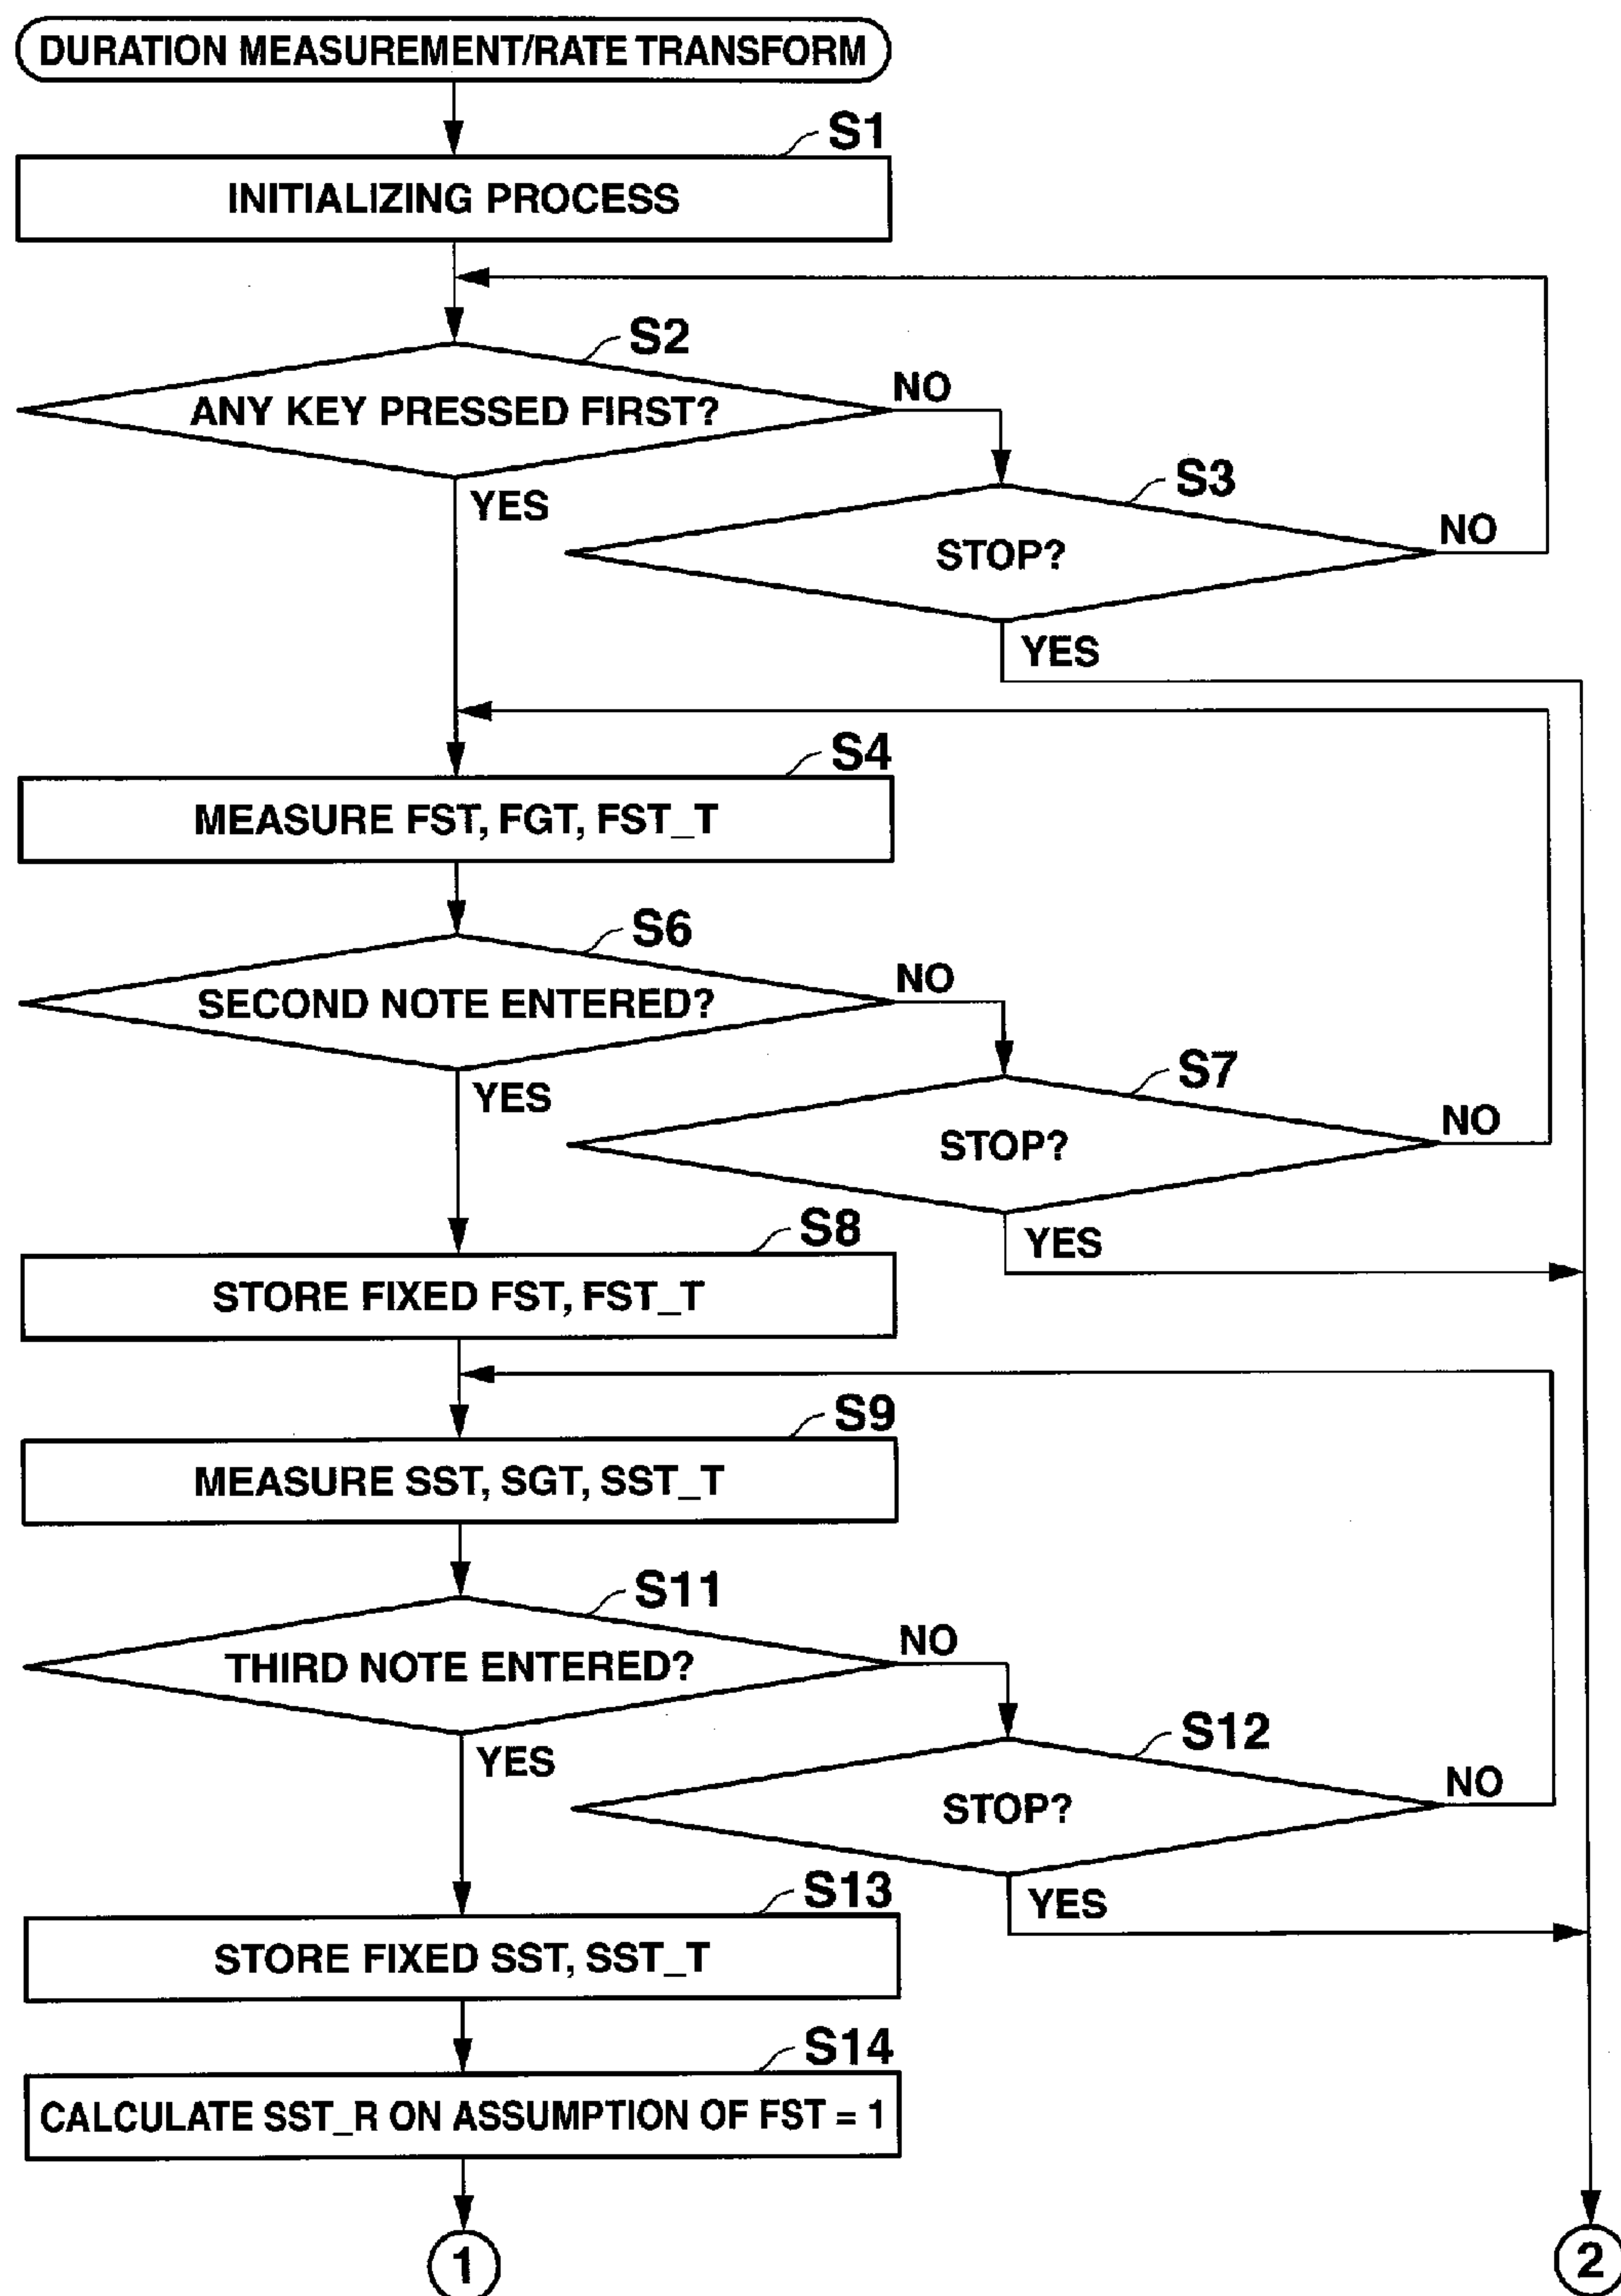 DURATION MEASUREMENT/RATE TRANSFORM
S1
INITIALIZING PROCESS
S2
ANY KEY PRESSED FIRST?
NO
YES
S3
STOP?
NO
YES
S4
MEASURE FST, FGT, FST_T
S6
SECOND NOTE ENTERED?
NO
YES
S7
STOP?
NO
YES
S8
STORE FIXED FST, FST_T
S9
MEASURE SST, SGT, SST_T
S11
THIRD NOTE ENTERED?
NO
YES
S12
STOP?
NO
YES
S13
STORE FIXED SST, SST_T
S14
CALCULATE SST_R ON ASSUMPTION OF FST = 1
1
2